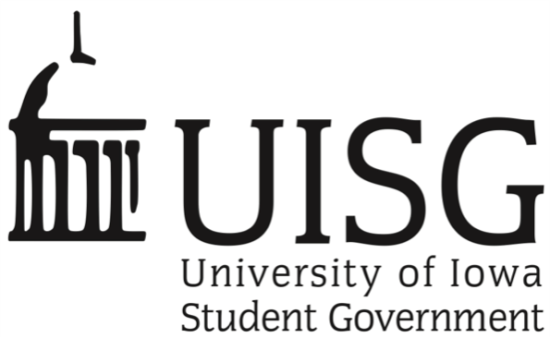 UISG
University of Iowa
Student Government